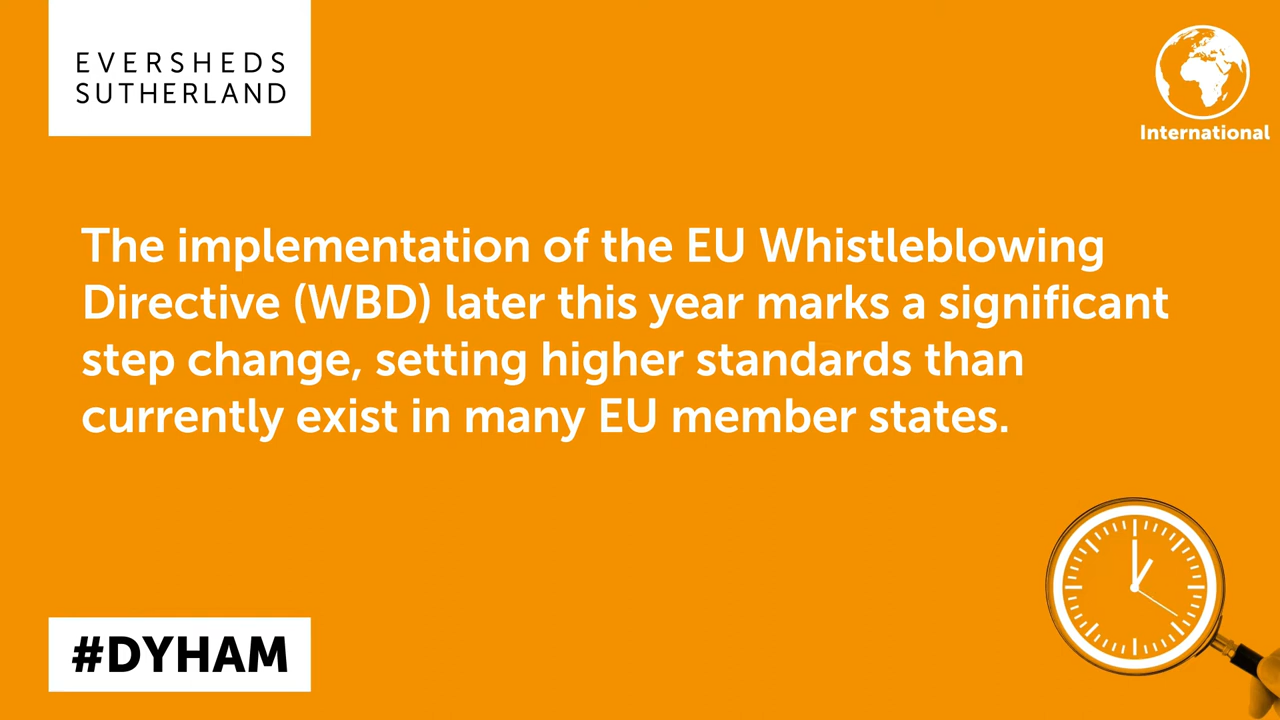 EVERSHEDS
SUTHERLAND
International
The implementation of the EU Whistleblowing
Directive (WBD) later this year marks a significant
step change, setting higher standards than
currently exist in many EU member states.
#DYHAM